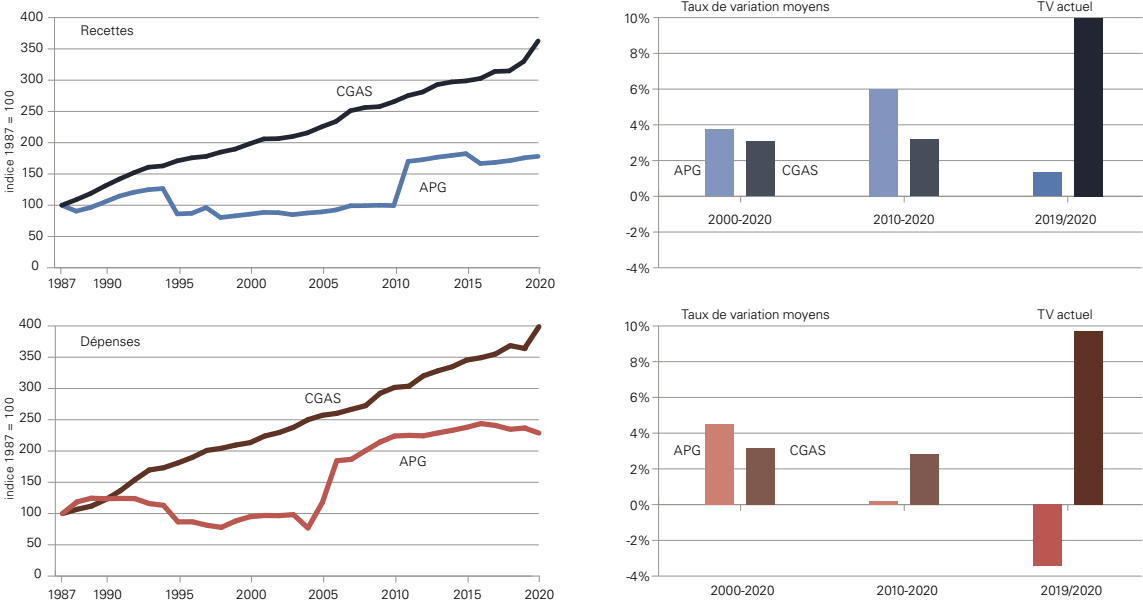 Recettes
400
350
300
250
200
150
100
50
0
indice 1987 = 100
CGAS
APG
1987 1990 1995 2000 2005 2010 2015 2020
Taux de variation moyens TV actuel
10%
8%
6%
4%
2%
0%
-2%
-4%
APG CGAS
2000-2020 2010-2020 2019/2020
Dépenses
400
350
300
250
200
150
100
50
0
indice 1987 = 100
CGAS
APG
1987 1990 1995 2000 2005 2010 2015 2020
Taux de variation moyens TV actuel
10%
8%
6%
4%
2%
0%
-2%
-4%
APG CGAS
2000-2020 2010-2020 2019/2020